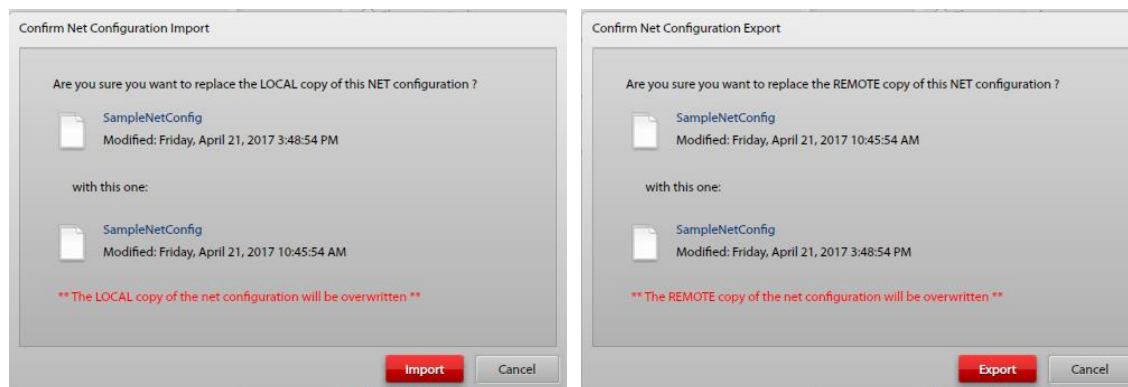 Confirm Net Configuration Import
Are you sure you want to replace the LOCAL copy of this NET configuration ?
SampleNetConfig
Modified: Friday, April 21, 2017 3:48:54 PM
with this one:
SampleNetConfig
Modified: Friday, April 21, 2017 10:45:54 AM
** The LOCAL copy of the net configuration will be overwritten **
Import
Cancel
Confirm Net Configuration Export
Are you sure you want to replace the REMOTE copy of this NET configuration ?
SampleNetConfig
Modified: Friday, April 21, 2017 10:45:54 AM
with this one:
SampleNetConfig
Modified: Friday, April 21, 2017 3:48:54 PM
** The REMOTE copy of the net configuration will be overwritten **
Export
Cancel